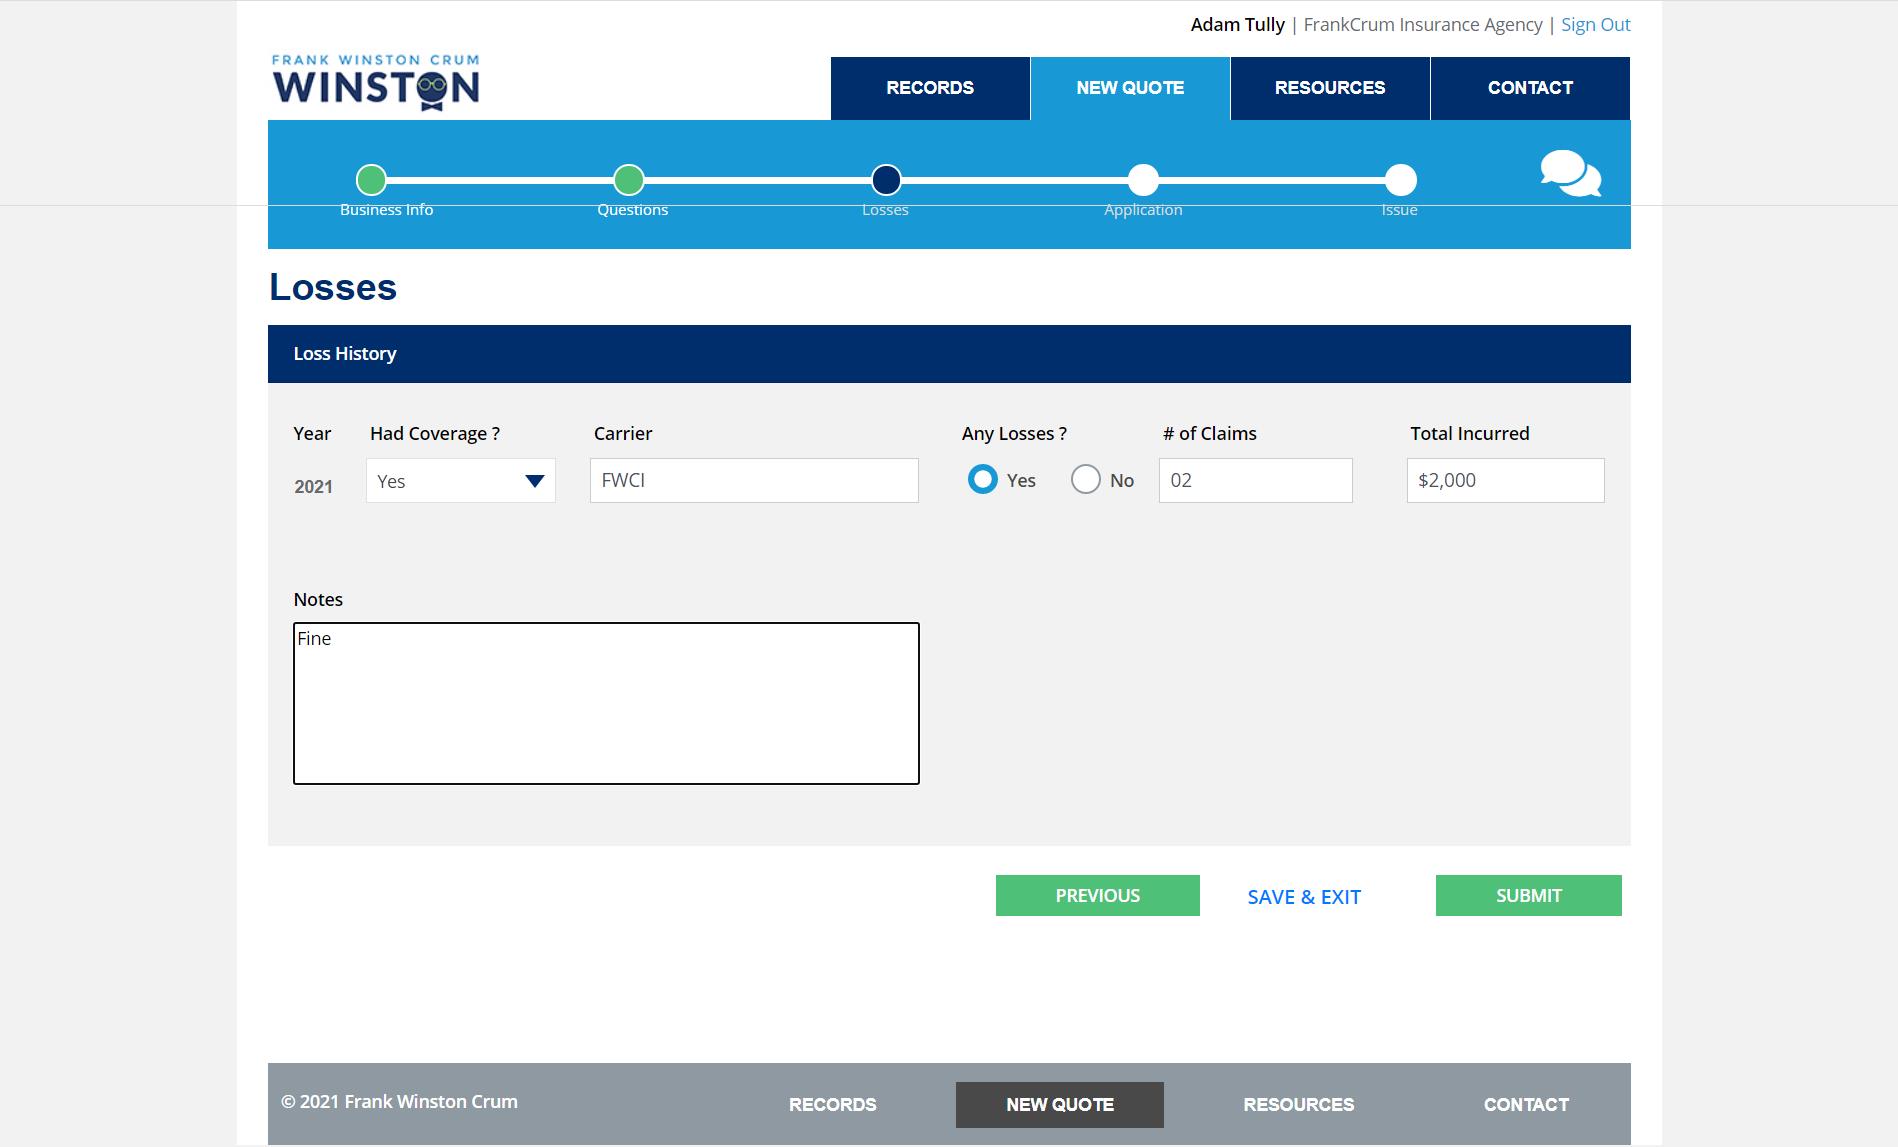 Adam Tully | FrankCrum Insurance Agency | Sign Out
FRANK WINSTON CRUM
WINSTON
RECORDS
NEW QUOTE
RESOURCES
CONTACT
Business Info
Questions
Losses
Application
Issue
Losses
Loss History
Year
Had Coverage ?
Carrier
Any Losses ?
# of Claims
Total Incurred
2021
Yes
FWCI
Yes
No
02
$2,000
Notes
Fine
PREVIOUS
SAVE & EXIT
SUBMIT
© 2021 Frank Winston Crum
RECORDS
NEW QUOTE
RESOURCES
CONTACT